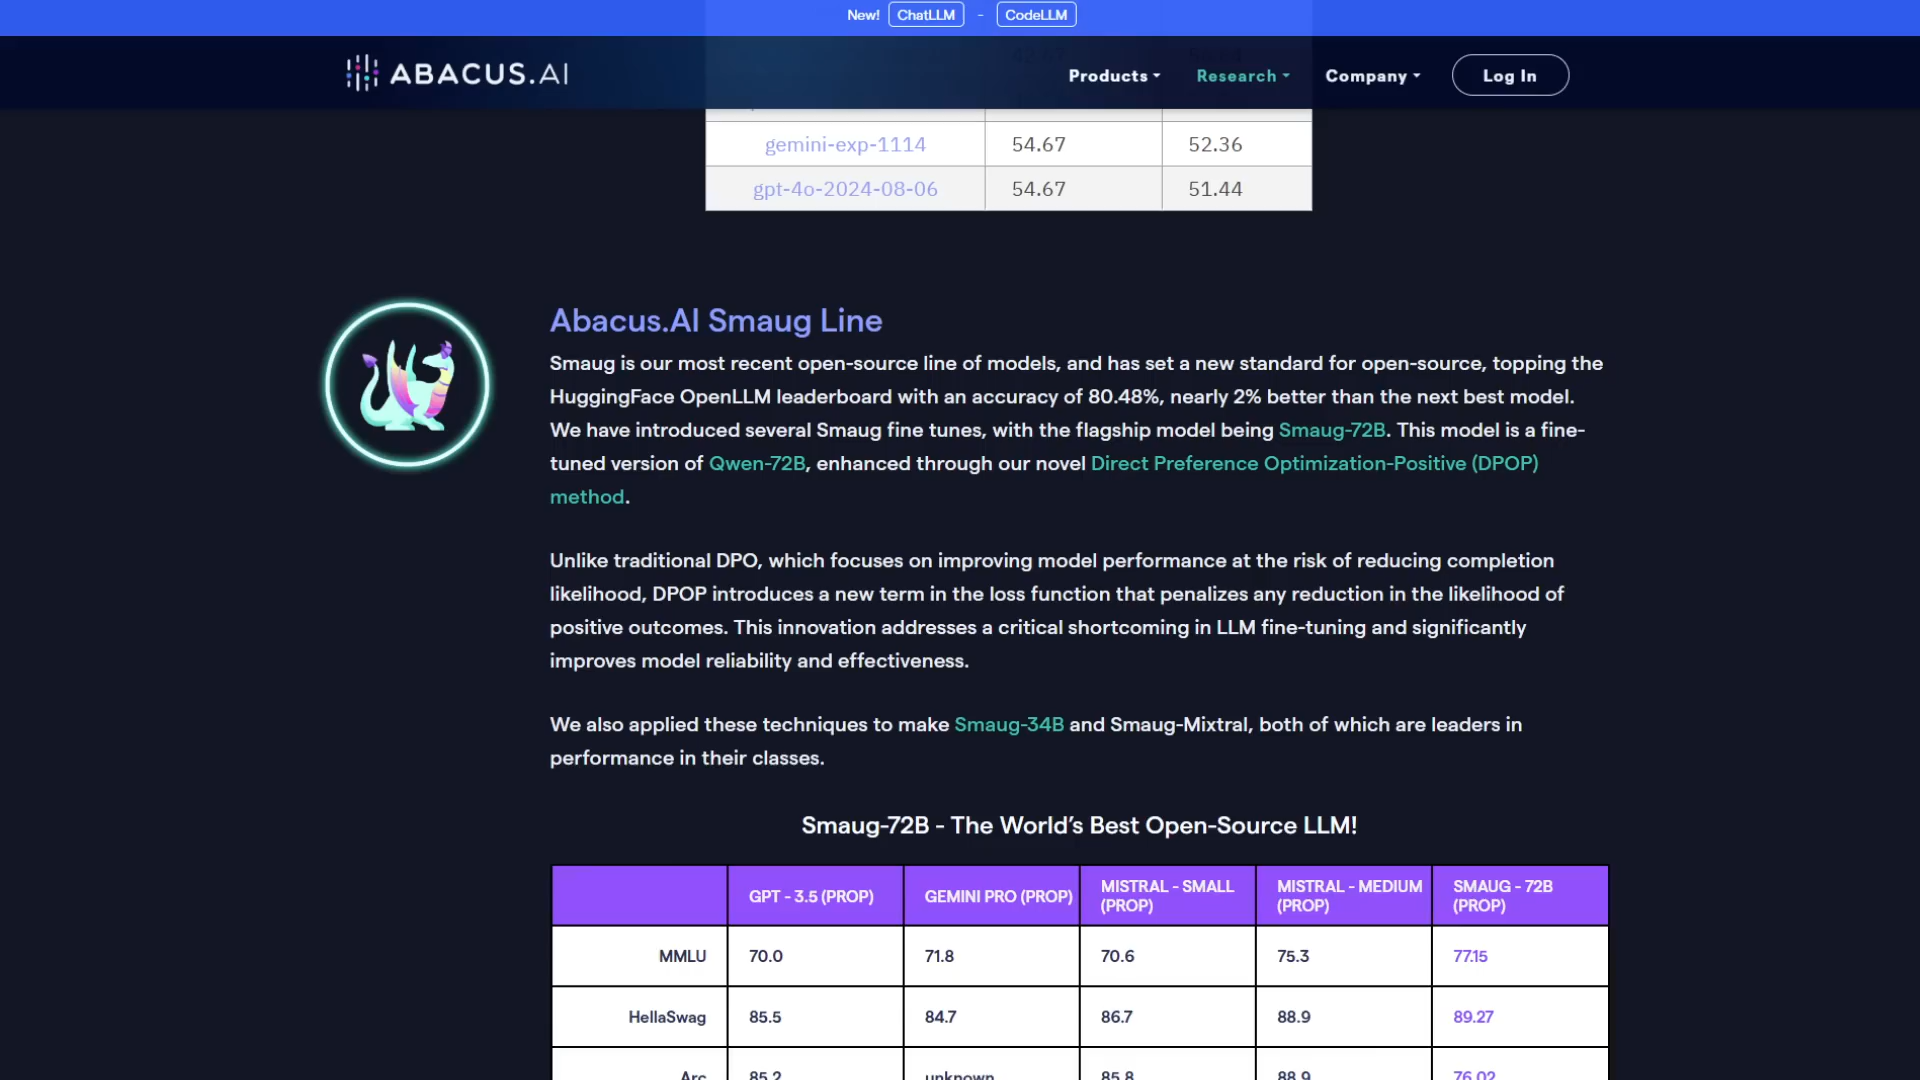 New! ChatLLM - CodeLLM
ABACUS.AI Products Research Company Log In
gemini-exp-1114 54.67 52.36
gpt-4o-2024-08-06 54.67 51.44
Abacus.AI Smaug Line
Smaug is our most recent open-source line of models, and has set a new standard for open-source, topping the
HuggingFace OpenLLM leaderboard with an accuracy of 80.48%, nearly 2% better than the next best model.
We have introduced several Smaug fine tunes, with the flagship model being Smaug-72B. This model is a fine-
tuned version of Qwen-72B, enhanced through our novel Direct Preference Optimization-Positive (DPOP)
method.
Unlike traditional DPO, which focuses on improving model performance at the risk of reducing completion
likelihood, DPOP introduces a new term in the loss function that penalizes any reduction in the likelihood of
positive outcomes. This innovation addresses a critical shortcoming in LLM fine-tuning and significantly
improves model reliability and effectiveness.
We also applied these techniques to make Smaug-34B and Smaug-Mixtral, both of which are leaders in
performance in their classes.
Smaug-72B - The World’s Best Open-Source LLM!
GPT - 3.5 (PROP) GEMINI PRO (PROP) MISTRAL - SMALL (PROP) MISTRAL - MEDIUM (PROP) SMAUG - 72B (PROP)
MMLU 70.0 71.8 70.6 75.3 77.15
HellaSwag 85.5 84.7 86.7 88.9 89.27
Arc 85.2 unknown 85.8 88.9 76.02